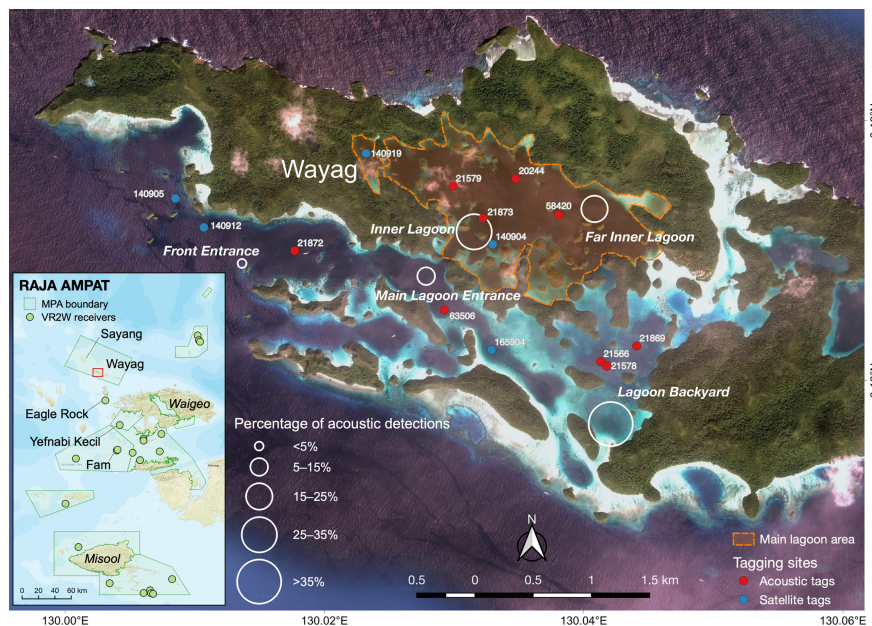 Wayag
140919
21579
20244
140905
58420
21873
Inner Lagoon
140904
Far Inner Lagoon
140912
21872
Front Entrance
Main Lagoon Entrance
63506
165904
21869
21566
21578
Lagoon Backyard
RAJA AMPAT
MPA boundary
VR2W receivers
Sayang
Wayag
Waigeo
Eagle Rock
Yefnabi Kecil
Fam
Misool
0 20 40 60 km
Percentage of acoustic detections
<5%
5–15%
15–25%
25–35%
>35%
N
0.5 0 0.5 1 1.5 km
Main lagoon area
Tagging sites
Acoustic tags
Satellite tags
130.00°E 130.02°E 130.04°E 130.06°E